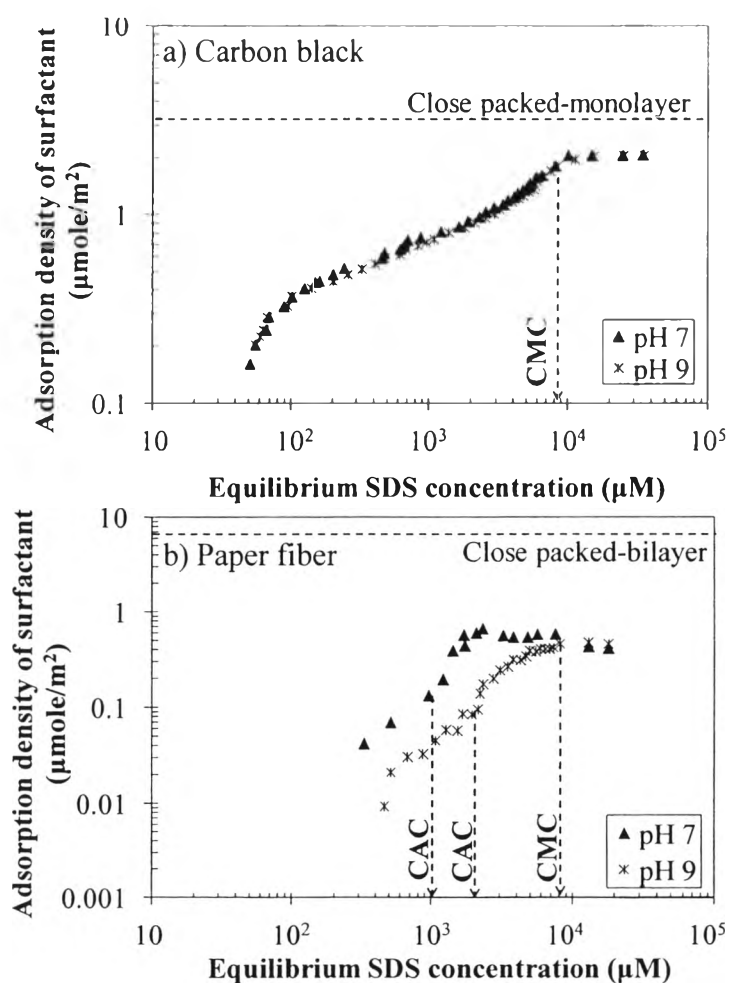 Adsorption density of surfactant
(μmole/m²)
10
1
0.1
a) Carbon black
Close packed-monolayer
CMC
▲ pH 7
✳ pH 9
10 10² 10³ 10⁴ 10⁵
Equilibrium SDS concentration (μM)
Adsorption density of surfactant
(μmole/m²)
10
1
0.1
0.01
0.001
b) Paper fiber
Close packed-bilayer
CAC
CAC
CMC
▲ pH 7
✳ pH 9
10 10² 10³ 10⁴ 10⁵
Equilibrium SDS concentration (μM)